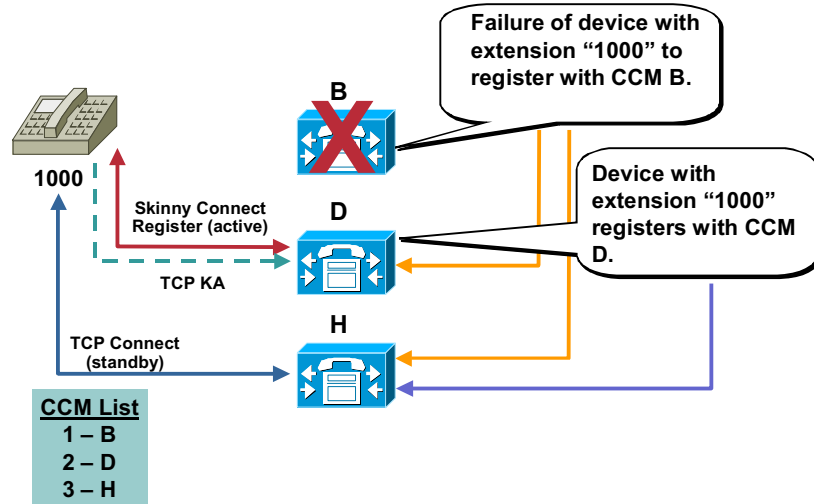 Failure of device with
extension “1000” to
register with CCM B.
B
1000
Device with
extension “1000”
registers with CCM
D.
Skinny Connect
Register (active)
D
TCP KA
TCP Connect
(standby)
H
CCM List
1 – B
2 – D
3 – H